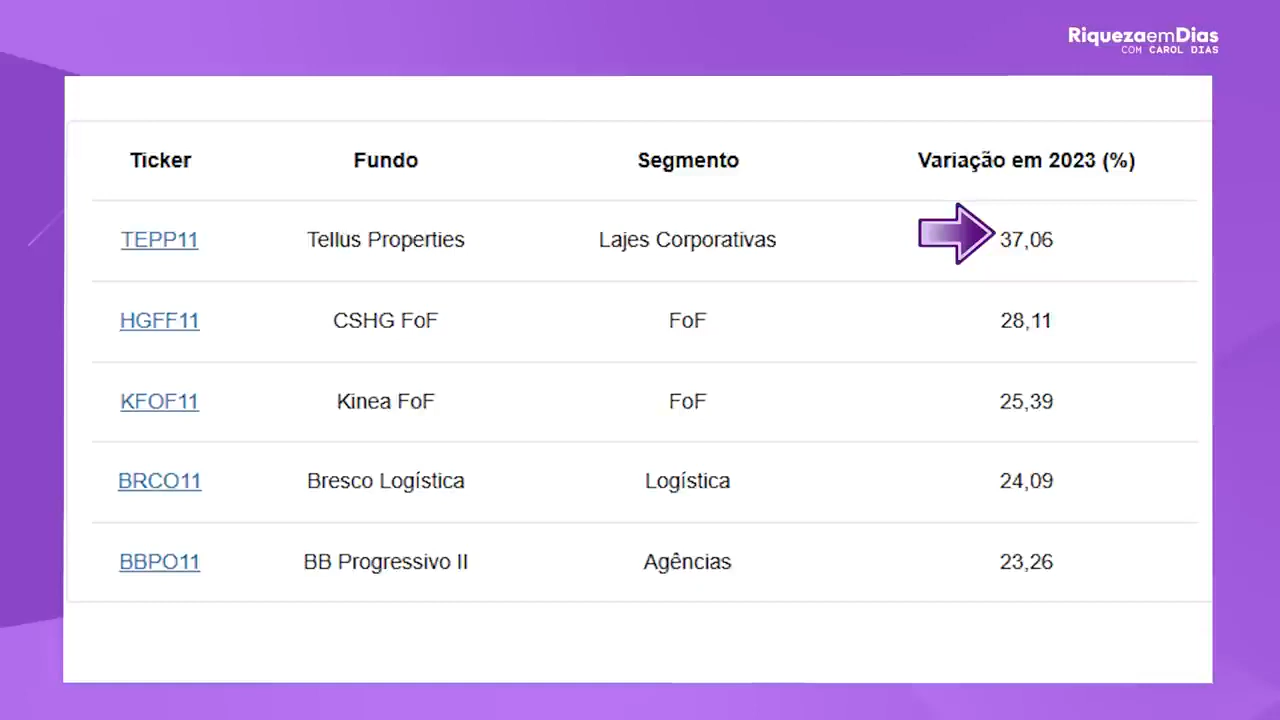 RiquezaemDias
COM CAROL DIAS
Ticker Fundo Segmento Variação em 2023 (%)
TEPP11 Tellus Properties Lajes Corporativas 37,06
HGFF11 CSHG FoF FoF 28,11
KFOF11 Kinea FoF FoF 25,39
BRCO11 Bresco Logística Logística 24,09
BBPO11 BB Progressivo II Agências 23,26